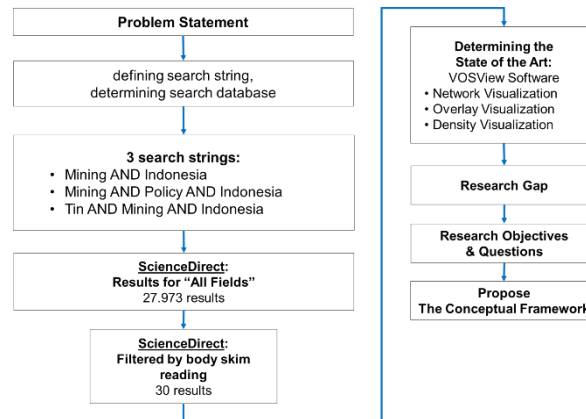 Problem Statement
defining search string,
determining search database
3 search strings:
• Mining AND Indonesia
• Mining AND Policy AND Indonesia
• Tin AND Mining AND Indonesia
ScienceDirect:
Results for “All Fields”
27.973 results
ScienceDirect:
Filtered by body skim
reading
30 results
Determining the
State of the Art:
VOSView Software
• Network Visualization
• Overlay Visualization
• Density Visualization
Research Gap
Research Objectives
& Questions
Propose
The Conceptual Framework